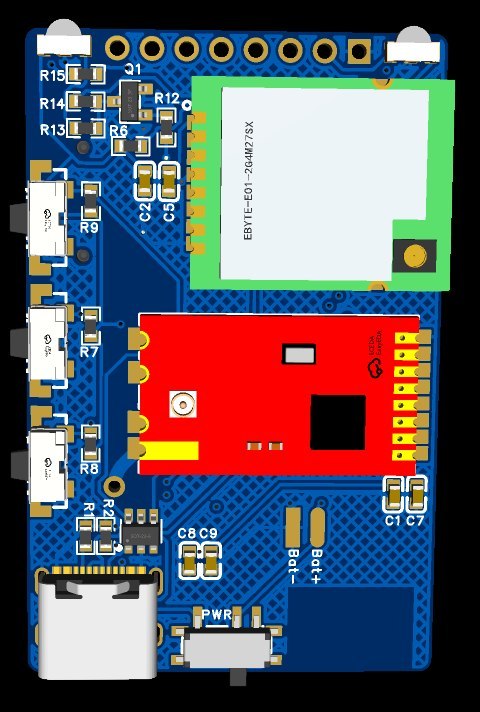 R15
Q1
R14
R12
R13
R6
EBYTE-E01-2G4M27SX
C2
C5
R9
R7
R8
R1
R2
C1 C7
C8 C9
Bat-
Bat+
PWR